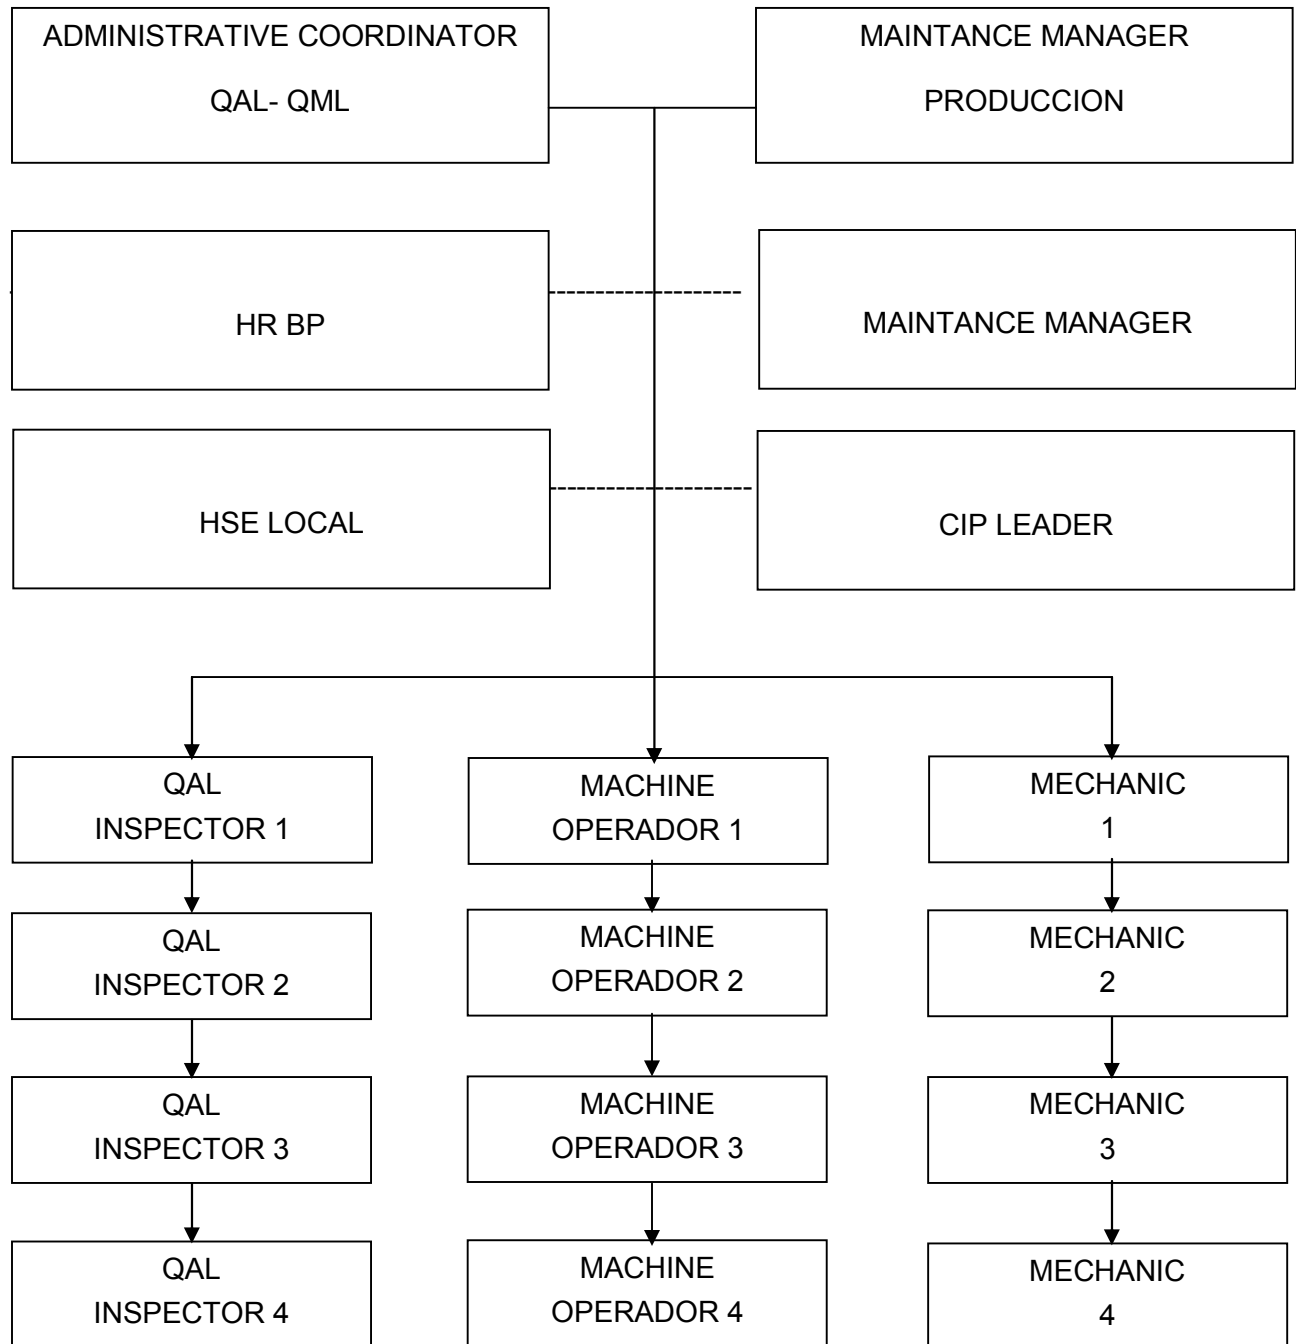 ADMINISTRATIVE COORDINATOR
QAL- QML
MAINTANCE MANAGER
PRODUCCION
HR BP
MAINTANCE MANAGER
HSE LOCAL
CIP LEADER
QAL
INSPECTOR 1
MACHINE
OPERADOR 1
MECHANIC
1
QAL
INSPECTOR 2
MACHINE
OPERADOR 2
MECHANIC
2
QAL
INSPECTOR 3
MACHINE
OPERADOR 3
MECHANIC
3
QAL
INSPECTOR 4
MACHINE
OPERADOR 4
MECHANIC
4